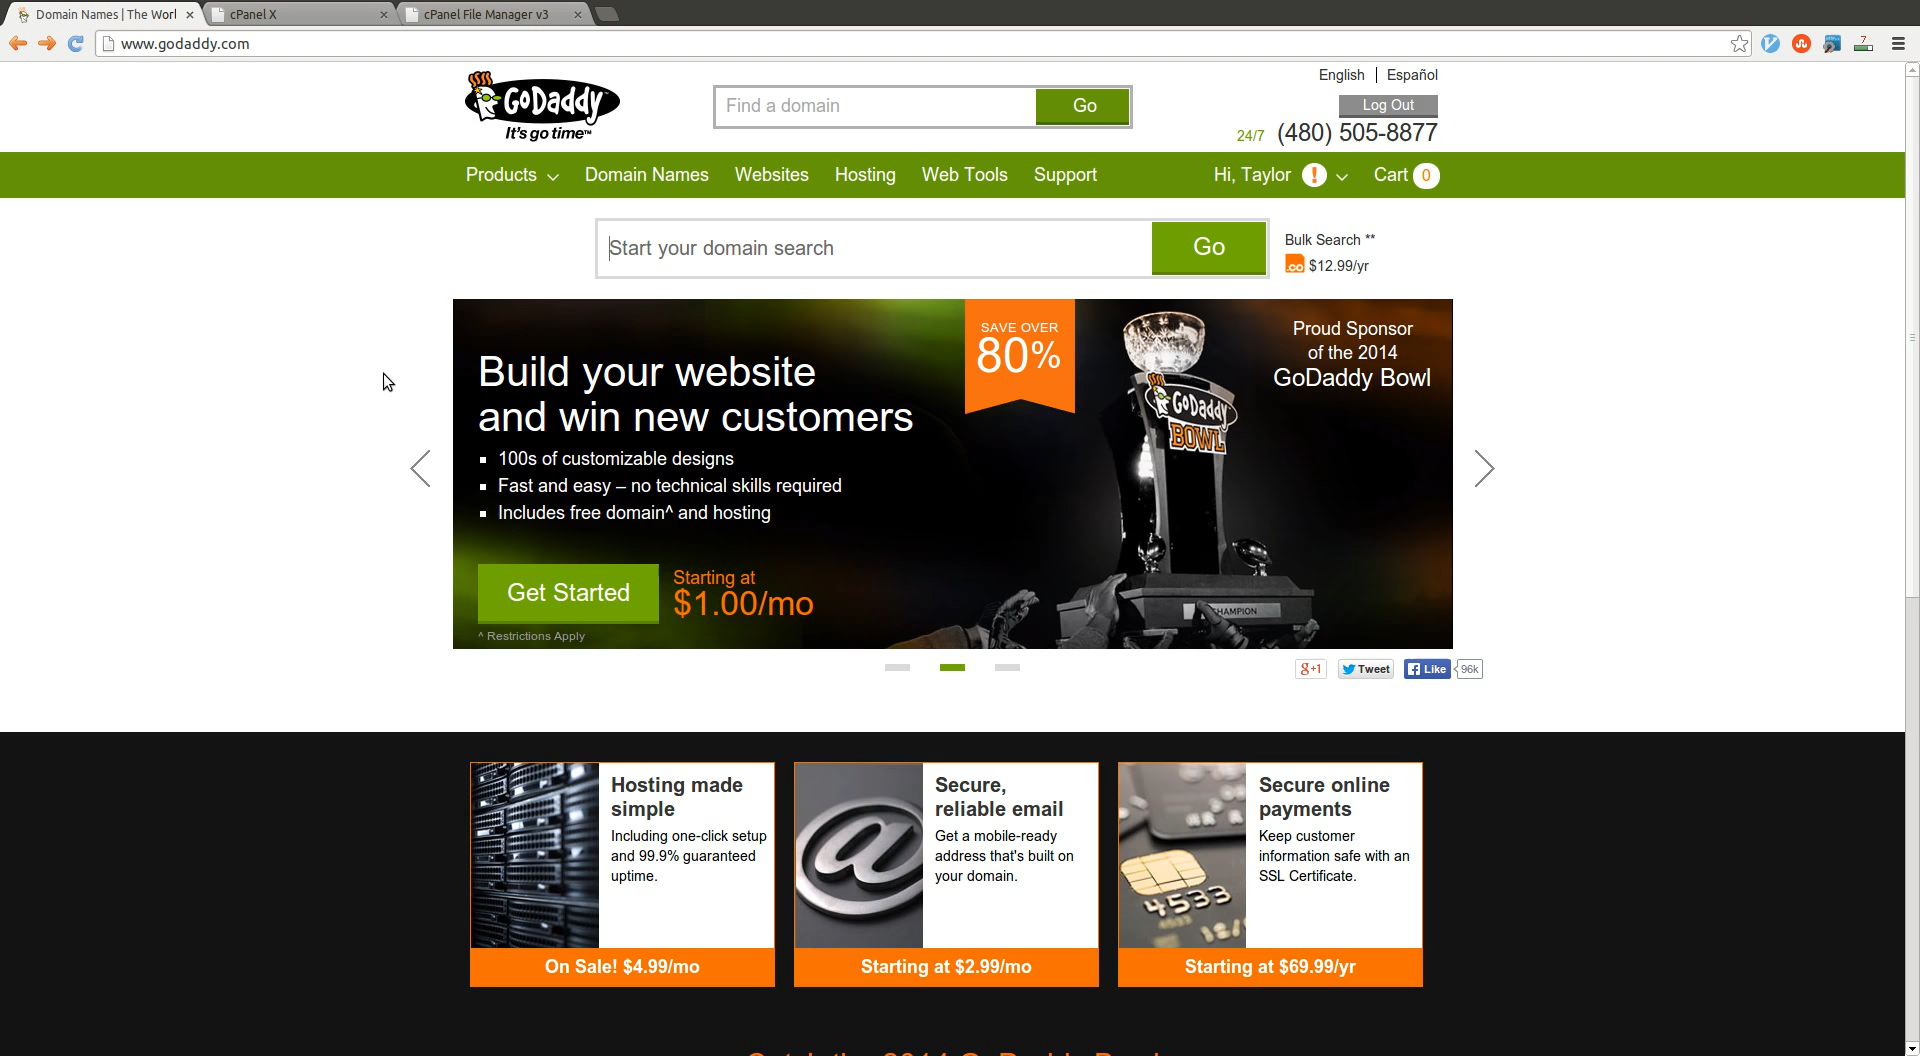 Domain Names | The Worl
cPanel X
cPanel File Manager v3
www.godaddy.com
7
GoDaddy™
It's go time™
Find a domain
Go
English | Español
Log Out
24/7 (480) 505-8877
Products
Domain Names
Websites
Hosting
Web Tools
Support
Hi, Taylor !
Cart 0
Start your domain search
Go
Bulk Search **
.co $12.99/yr
Build your website
and win new customers
100s of customizable designs
Fast and easy – no technical skills required
Includes free domain^ and hosting
Get Started
Starting at
$1.00/mo
^ Restrictions Apply
SAVE OVER
80%
GoDaddy
BOWL
CHAMPION
Proud Sponsor
of the 2014
GoDaddy Bowl
g+1
Tweet
Like
96k
Hosting made
simple
Including one-click setup
and 99.9% guaranteed
uptime.
On Sale! $4.99/mo
@
Secure,
reliable email
Get a mobile-ready
address that's built on
your domain.
Starting at $2.99/mo
4533
Secure online
payments
Keep customer
information safe with an
SSL Certificate.
Starting at $69.99/yr